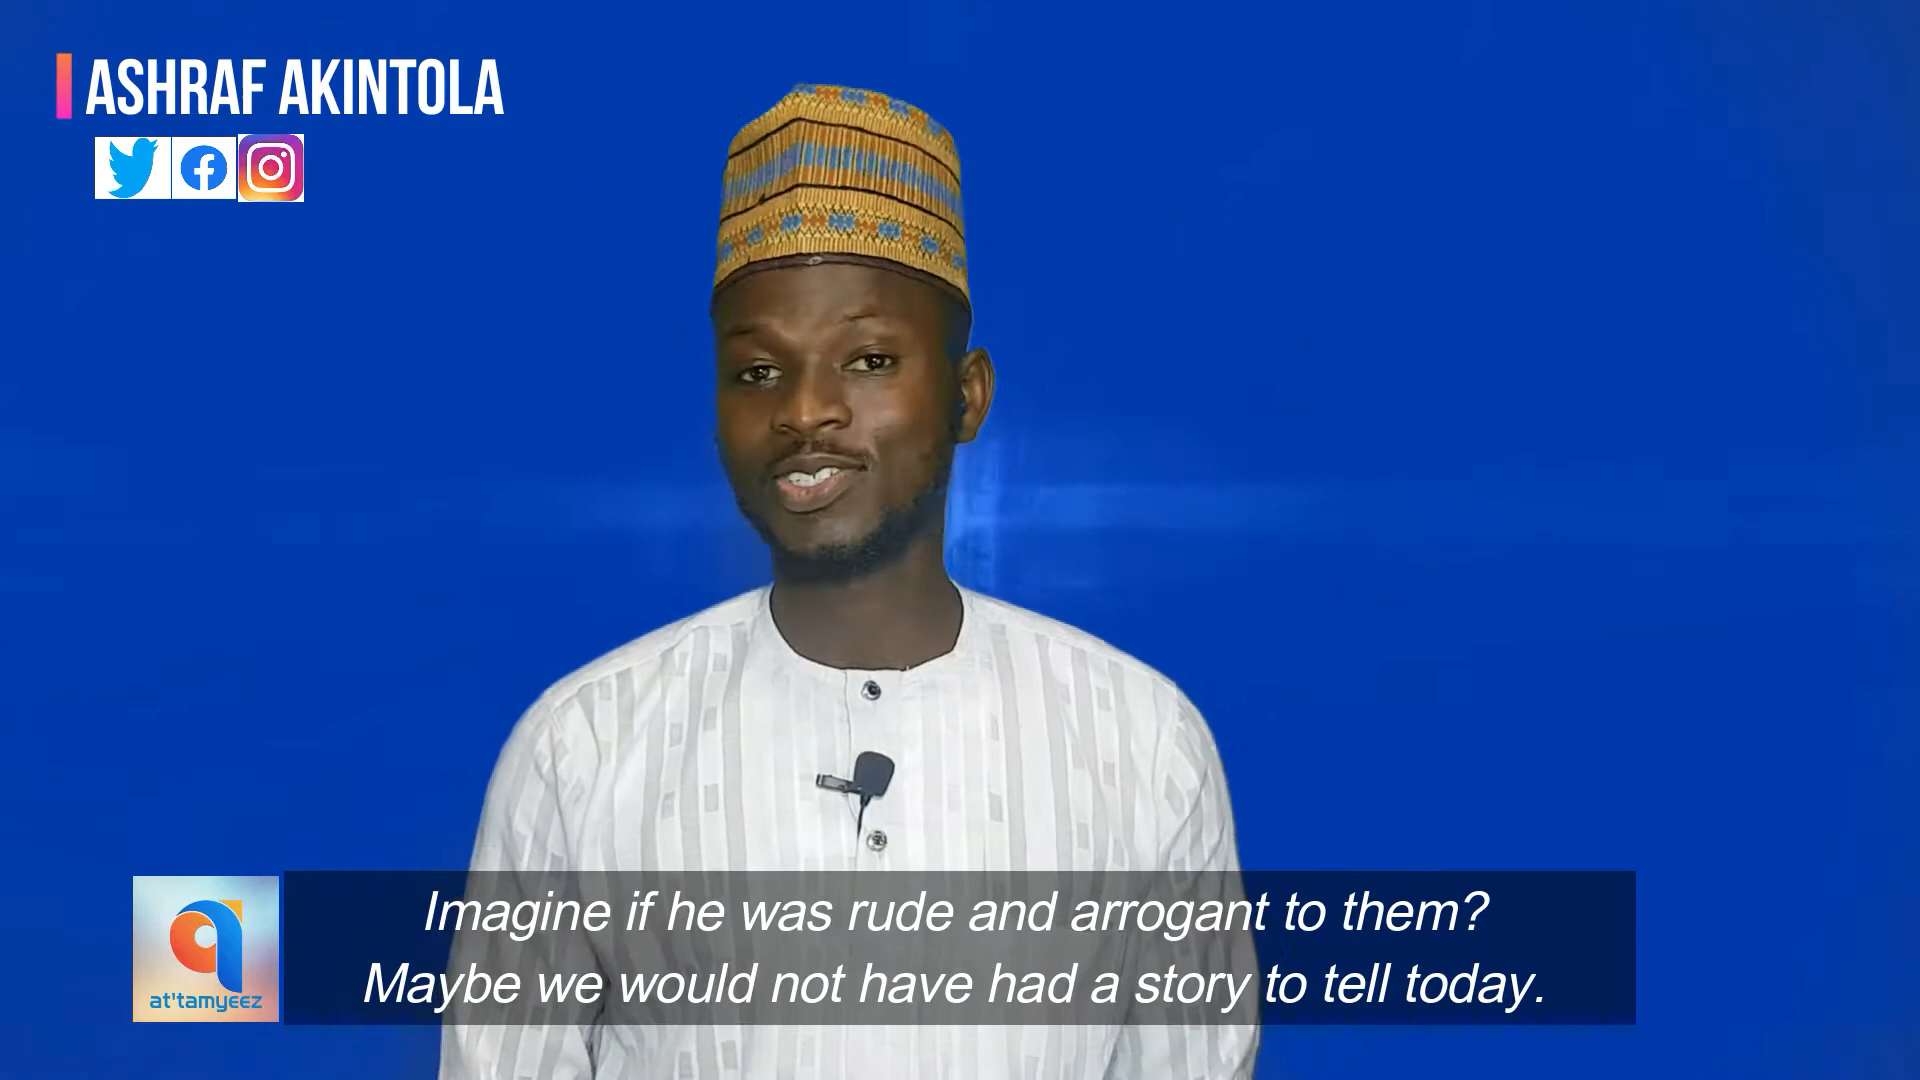 ASHRAF AKINTOLA
Imagine if he was rude and arrogant to them?
Maybe we would not have had a story to tell today.
at'tamyeez